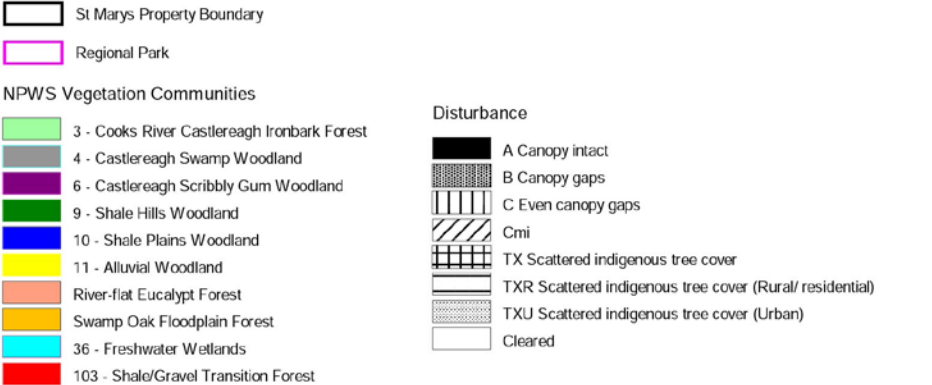 St Marys Property Boundary
Regional Park
NPWS Vegetation Communities
3 - Cooks River Castlereagh Ironbark Forest
4 - Castlereagh Swamp Woodland
6 - Castlereagh Scribbly Gum Woodland
9 - Shale Hills Woodland
10 - Shale Plains Woodland
11 - Alluvial Woodland
River-flat Eucalypt Forest
Swamp Oak Floodplain Forest
36 - Freshwater Wetlands
103 - Shale/Gravel Transition Forest
Disturbance
A Canopy intact
B Canopy gaps
C Even canopy gaps
Cmi
TX Scattered indigenous tree cover
TXR Scattered indigenous tree cover (Rural/ residential)
TXU Scattered indigenous tree cover (Urban)
Cleared